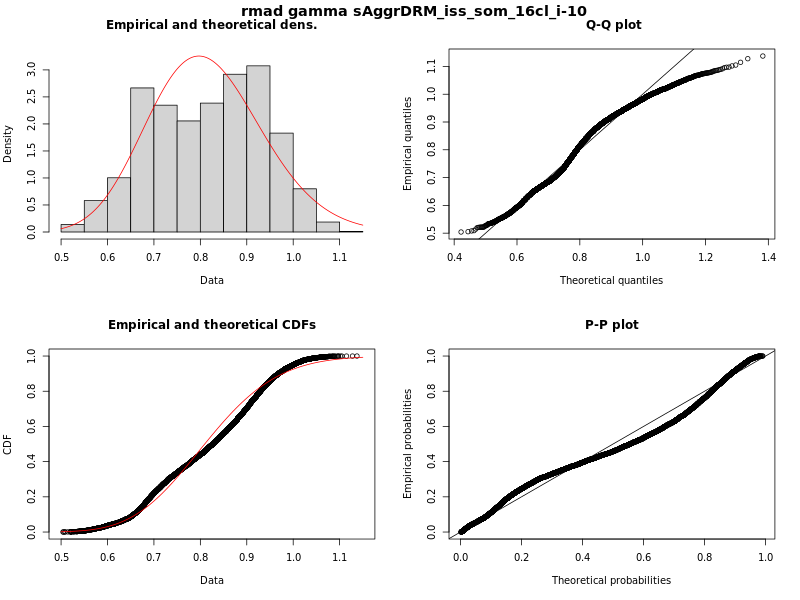 rmad gamma sAggrDRM_iss_som_16cl_i-10
Empirical and theoretical dens.
Density
0.0 0.5 1.0 1.5 2.0 2.5 3.0
0.5 0.6 0.7 0.8 0.9 1.0 1.1
Data
Q-Q plot
Empirical quantiles
0.5 0.6 0.7 0.8 0.9 1.0 1.1
0.4 0.6 0.8 1.0 1.2 1.4
Theoretical quantiles
Empirical and theoretical CDFs
CDF
0.0 0.2 0.4 0.6 0.8 1.0
0.5 0.6 0.7 0.8 0.9 1.0 1.1
Data
P-P plot
Empirical probabilities
0.0 0.2 0.4 0.6 0.8 1.0
0.0 0.2 0.4 0.6 0.8 1.0
Theoretical probabilities